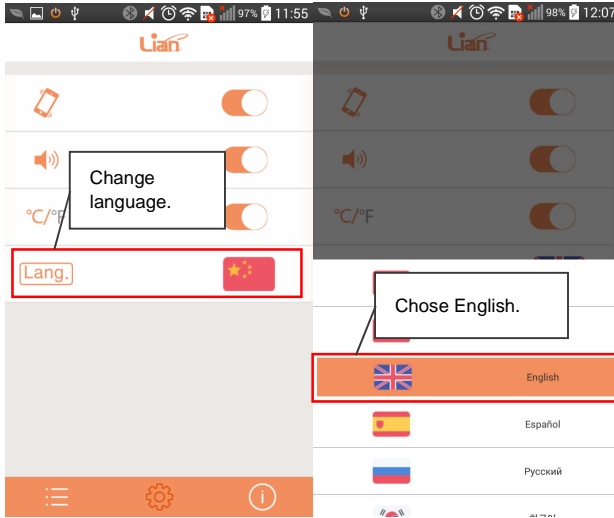 97% 11:55
Lian
Change
language.
°C/°F
Lang.
98% 12:07
Lian
°C/°F
Chose English.
English
Español
Русский